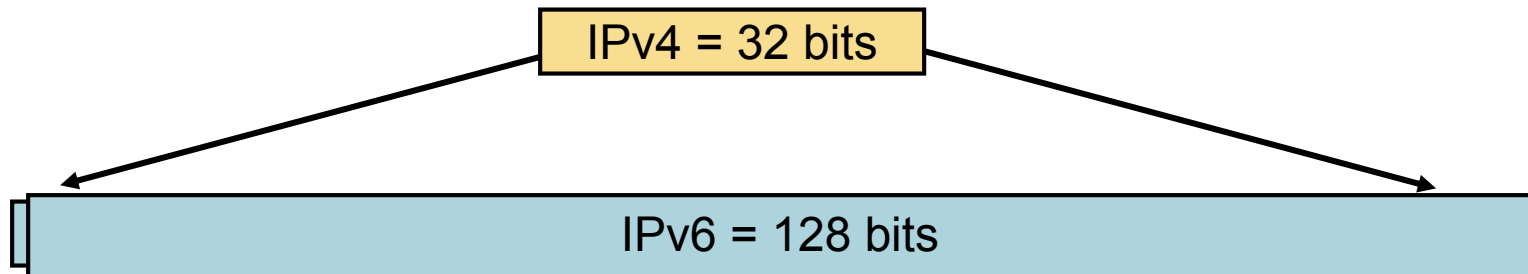 IPv4 = 32 bits
IPv6 = 128 bits